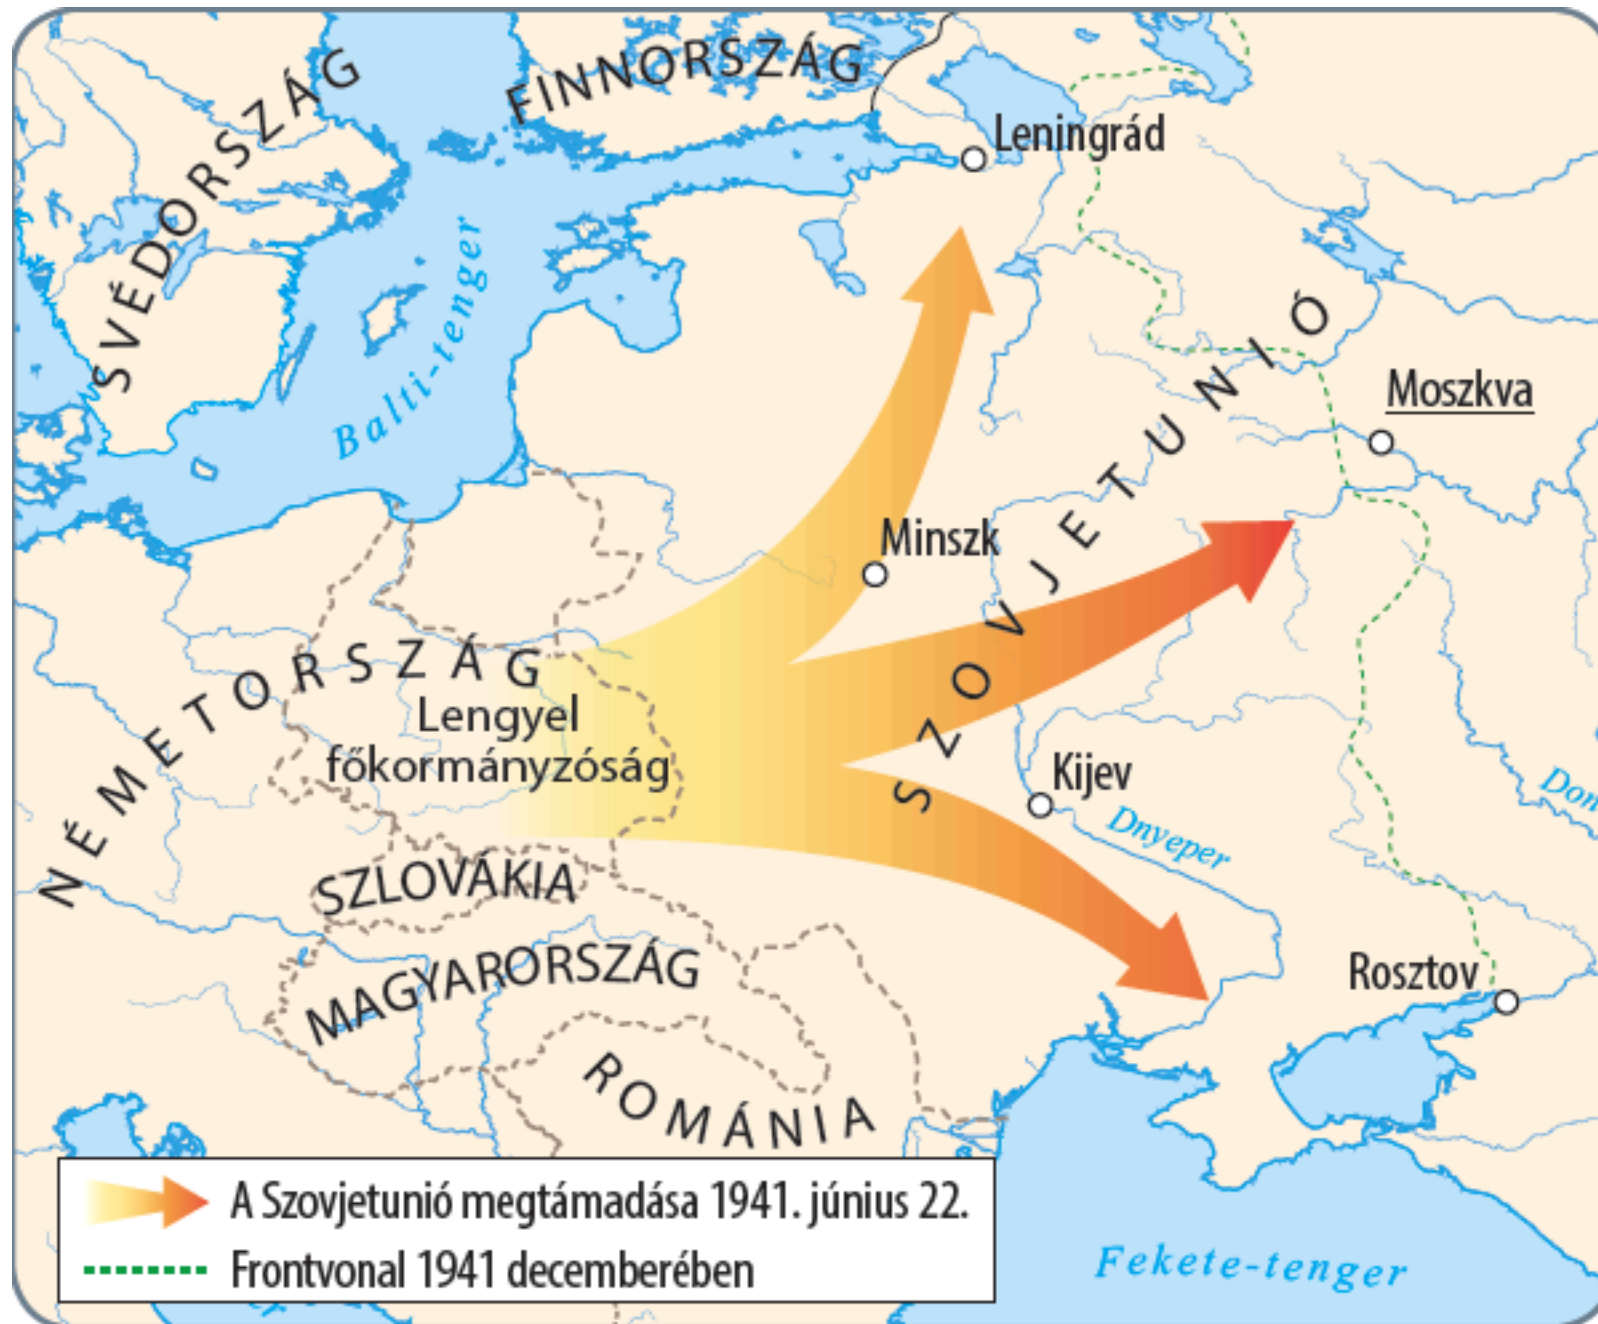 FINNORSZÁG
SVÉDORSZÁG
Leningrád
Balti-tenger
SZOVJETUNIÓ
Moszkva
Minszk
NÉMETORSZÁG
Lengyel
főkormányzóság
Kijev
Dnyeper
Don
SZLOVÁKIA
MAGYARORSZÁG
Rosztov
ROMÁNIA
A Szovjetunió megtámadása 1941. június 22.
Frontvonal 1941 decemberében
Fekete-tenger